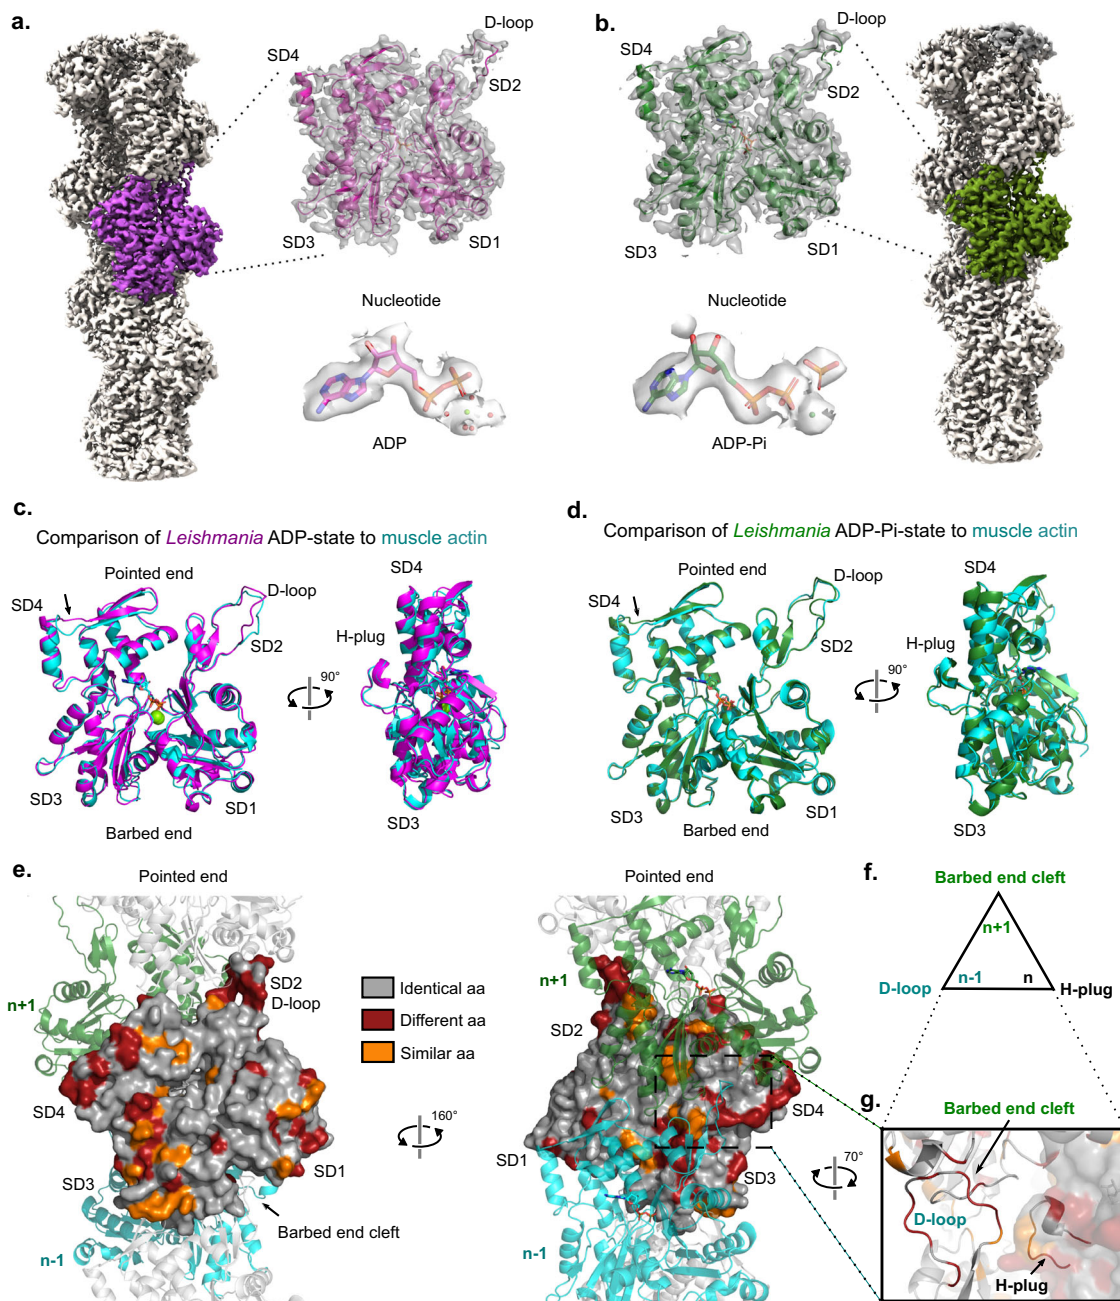 a.
SD4
D-loop
SD2
SD3
SD1
Nucleotide
ADP
b.
SD4
D-loop
SD2
SD3
SD1
Nucleotide
ADP-Pi
c.
Comparison of Leishmania ADP-state to muscle actin
Pointed end
SD4
D-loop
SD2
SD3
SD1
Barbed end
90°
SD4
H-plug
SD3
d.
Comparison of Leishmania ADP-Pi-state to muscle actin
Pointed end
SD4
D-loop
SD2
SD3
SD1
Barbed end
90°
SD4
H-plug
SD3
e.
Pointed end
n+1
SD2
D-loop
SD4
SD3
SD1
Barbed end cleft
n-1
Identical aa
Different aa
Similar aa
160°
Pointed end
n+1
SD2
SD4
SD1
SD3
n-1
70°
f.
Barbed end cleft
n+1
n-1
n
D-loop
H-plug
g.
Barbed end cleft
D-loop
H-plug